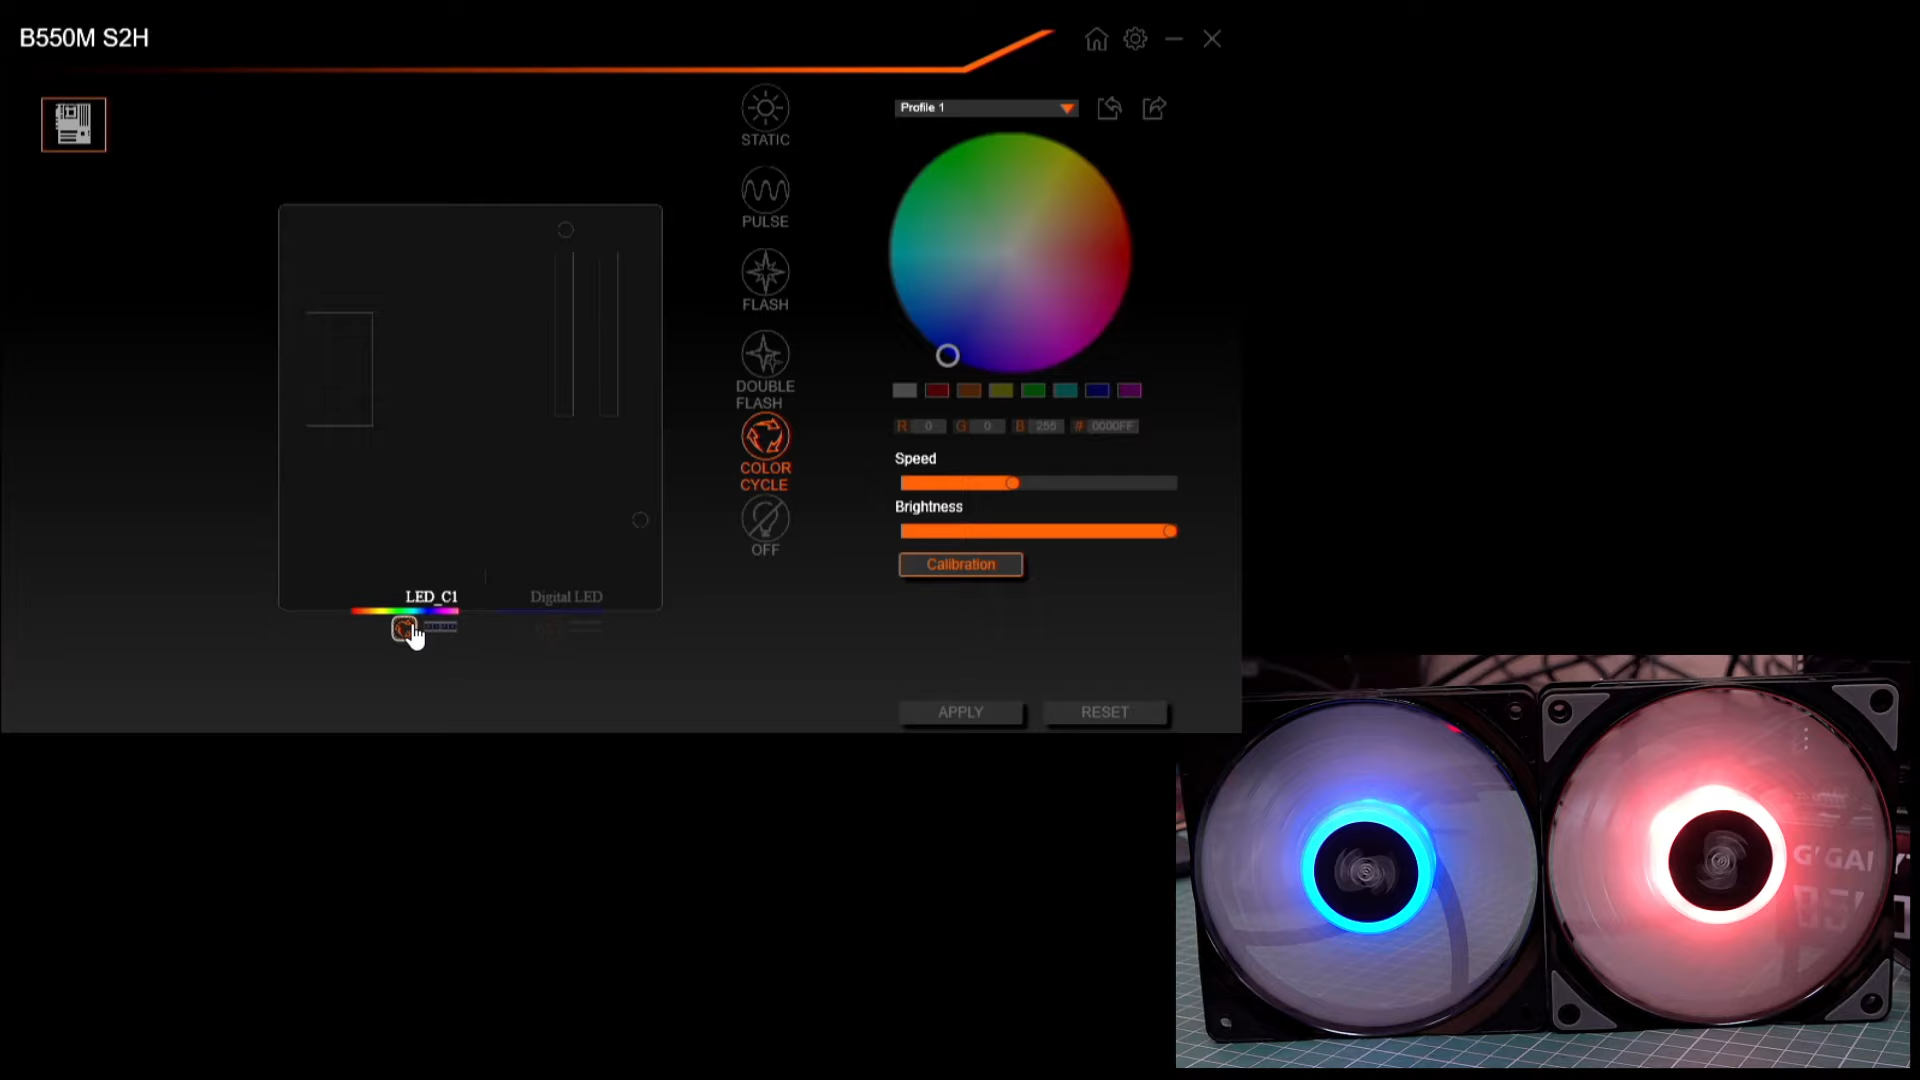 B550M S2H
STATIC
PULSE
FLASH
DOUBLE
FLASH
COLOR
CYCLE
OFF
Profile 1
R 0 G 0 B 255 # 0000FF
Speed
Brightness
Calibration
LED_C1
Digital LED
APPLY
RESET